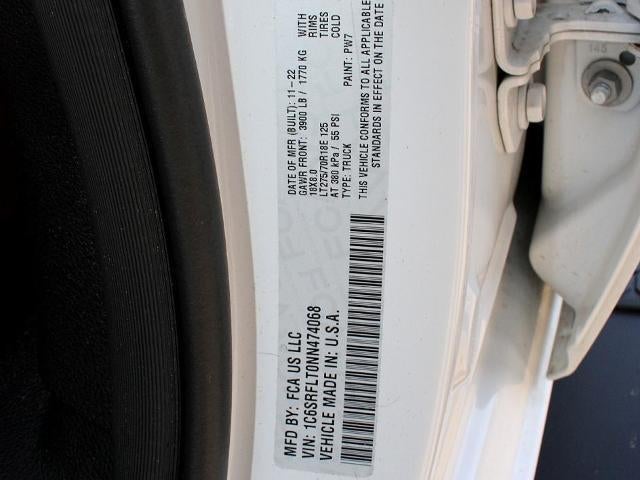 MFD BY: FCA US LLC
VIN: 1C6SRFLT0NN474068
VEHICLE MADE IN: U.S.A.
DATE OF MFR (BUILT): 11-22
GAWR FRONT: 3900 LB / 1770 KG WITH
18X8.0 RIMS
LT275/70R18E 125 TIRES
AT 380 kPa / 55 PSI COLD
TYPE: TRUCK PAINT: PW7
THIS VEHICLE CONFORMS TO ALL APPLICABLE
STANDARDS IN EFFECT ON THE DATE
145